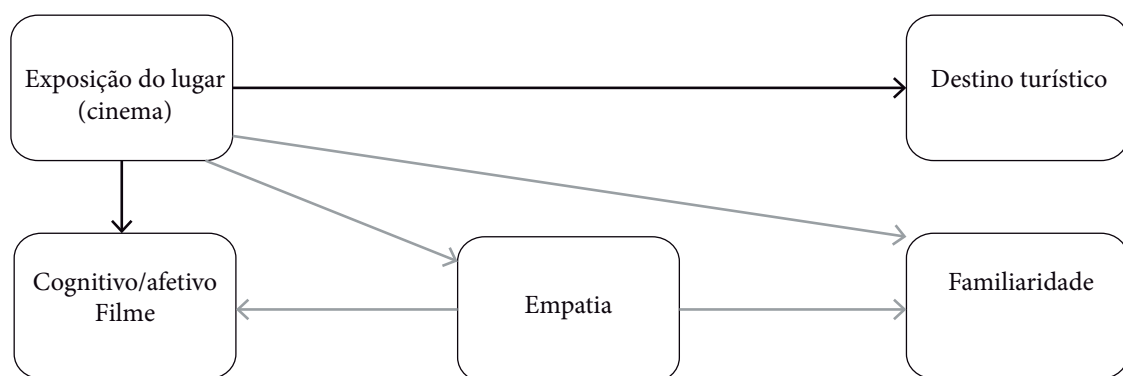 Exposição do lugar
(cinema)
Destino turístico
Cognitivo/afetivo
Filme
Empatia
Familiaridade